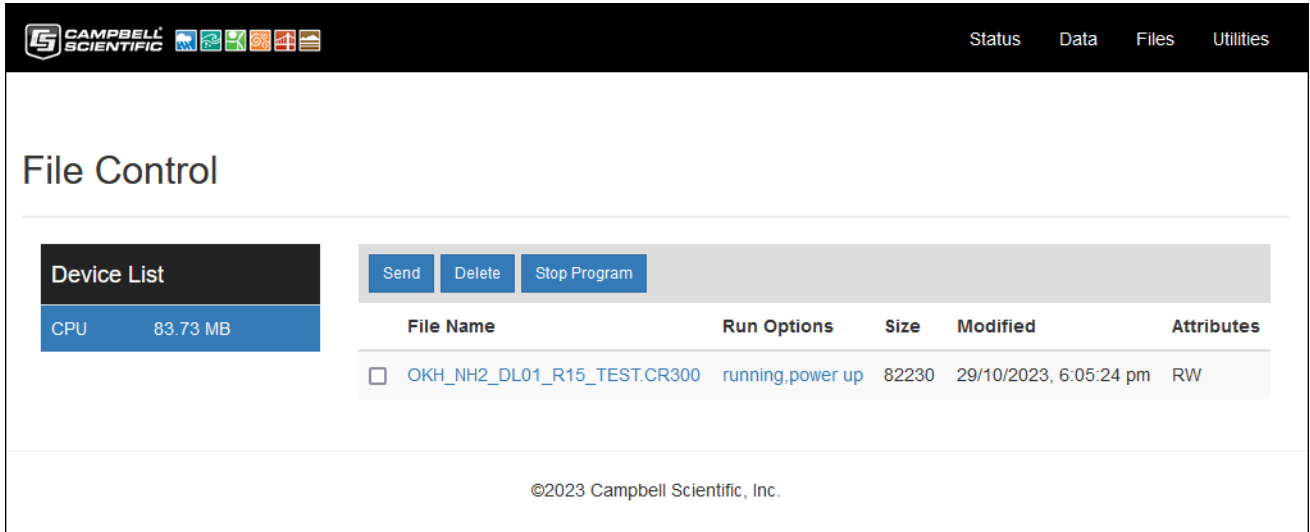 CAMPBELL SCIENTIFIC Status Data Files Utilities
File Control
Device List
CPU 83.73 MB
Send Delete Stop Program
File Name Run Options Size Modified Attributes
OKH_NH2_DL01_R15_TEST.CR300 running,power up 82230 29/10/2023, 6:05:24 pm RW
©2023 Campbell Scientific, Inc.